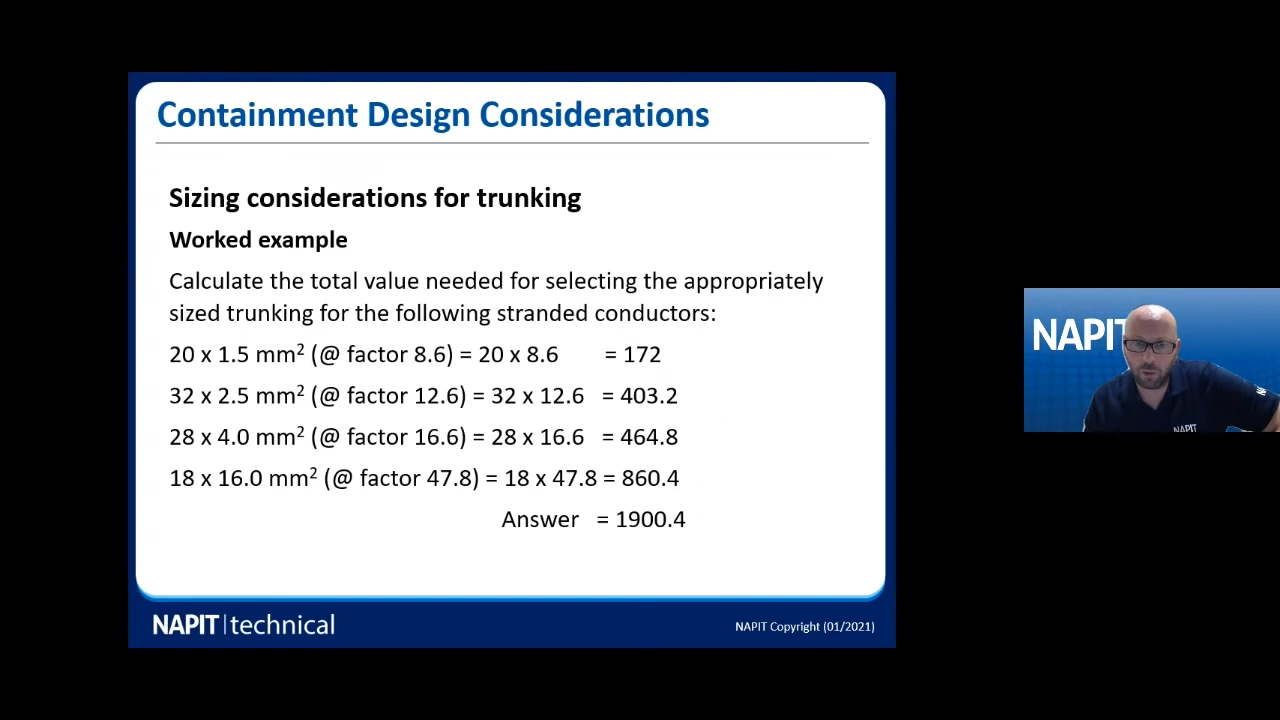 Containment Design Considerations
Sizing considerations for trunking
Worked example
Calculate the total value needed for selecting the appropriately
sized trunking for the following stranded conductors:
20 x 1.5 mm² (@ factor 8.6) = 20 x 8.6 = 172
32 x 2.5 mm² (@ factor 12.6) = 32 x 12.6 = 403.2
28 x 4.0 mm² (@ factor 16.6) = 28 x 16.6 = 464.8
18 x 16.0 mm² (@ factor 47.8) = 18 x 47.8 = 860.4
Answer = 1900.4
NAPIT | technical
NAPIT Copyright (01/2021)
NAPIT
NAPIT